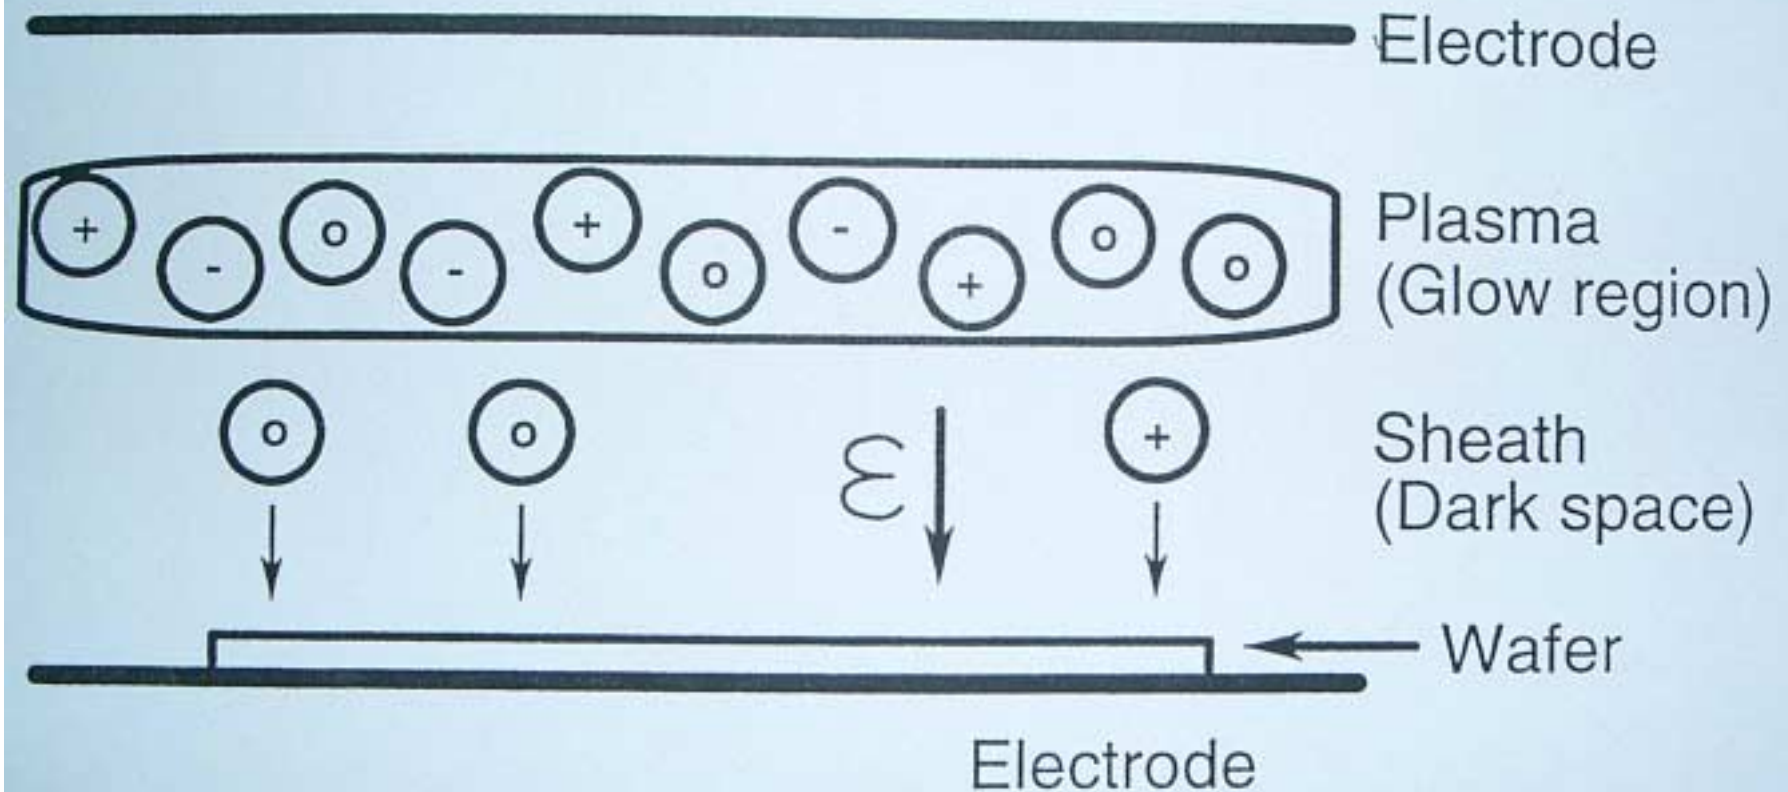 Electrode
+ - o - + o - + o o
Plasma
(Glow region)
o o ε +
Sheath
(Dark space)
Wafer
Electrode